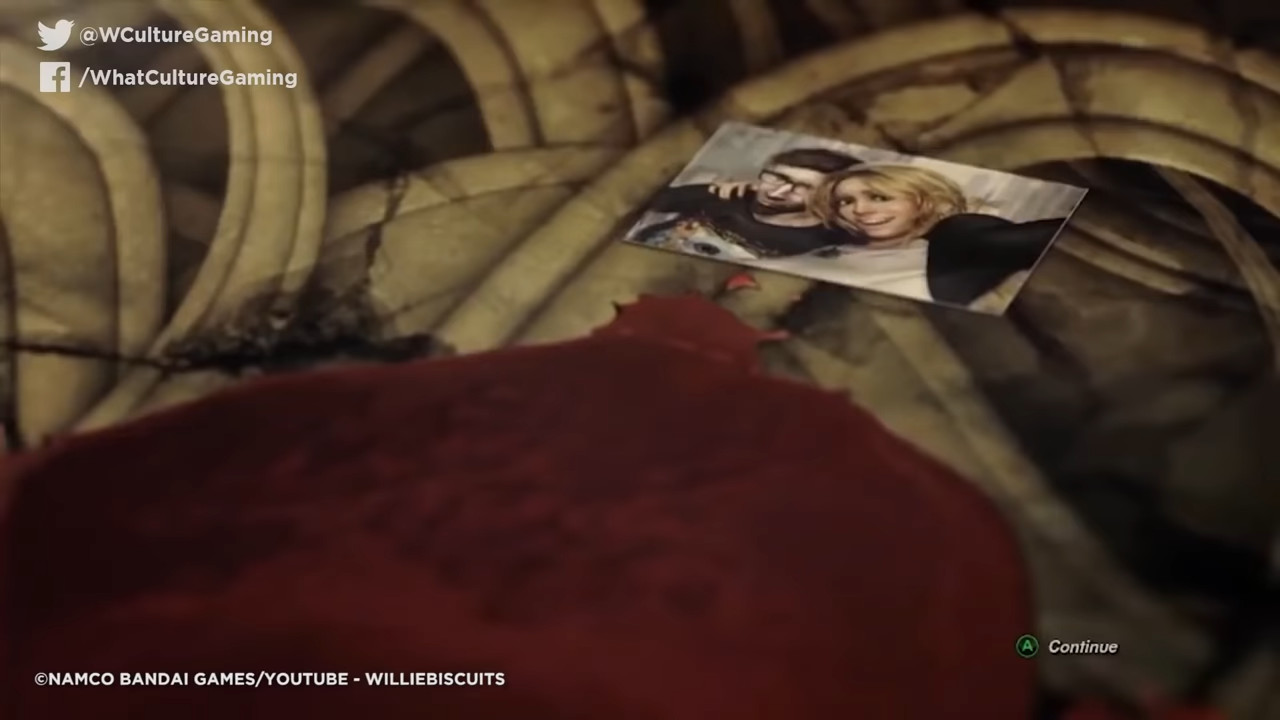 @WCultureGaming
/WhatCultureGaming
A Continue
©NAMCO BANDAI GAMES/YOUTUBE - WILLIEBISCUITS